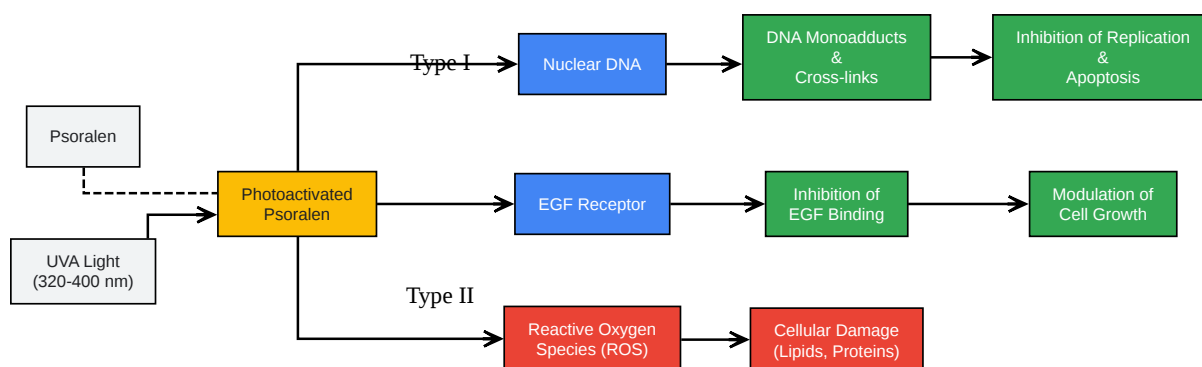 Type I
Nuclear DNA
DNA Monoadducts
&
Cross-links
Inhibition of Replication
&
Apoptosis
Psoralen
Photoactivated
Psoralen
EGF Receptor
Inhibition of
EGF Binding
Modulation of
Cell Growth
UVA Light
(320-400 nm)
Type II
Reactive Oxygen
Species (ROS)
Cellular Damage
(Lipids, Proteins)